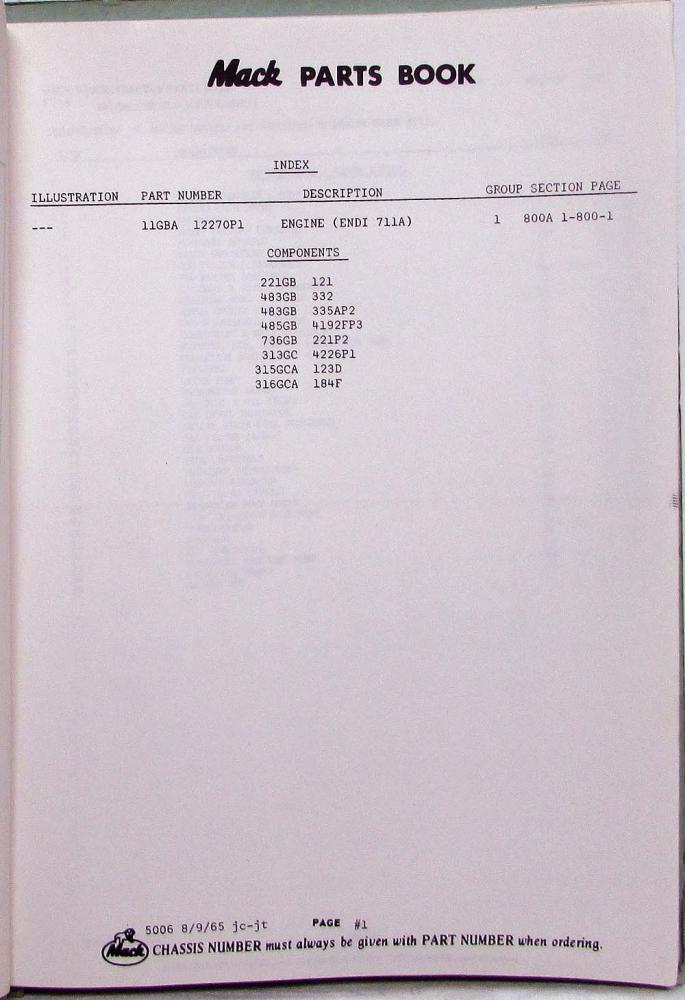 Mack PARTS BOOK
INDEX
ILLUSTRATION PART NUMBER DESCRIPTION GROUP SECTION PAGE
--- 11GBA 12270P1 ENGINE (ENDI 711A) 1 800A 1-800-1
COMPONENTS
221GB 121
483GB 332
483GB 335AP2
485GB 4192FP3
736GB 221P2
313GC 4226P1
315GCA 123D
316GCA 184F
5006 8/9/65 jc-jt PAGE #1
Mack CHASSIS NUMBER must always be given with PART NUMBER when ordering.